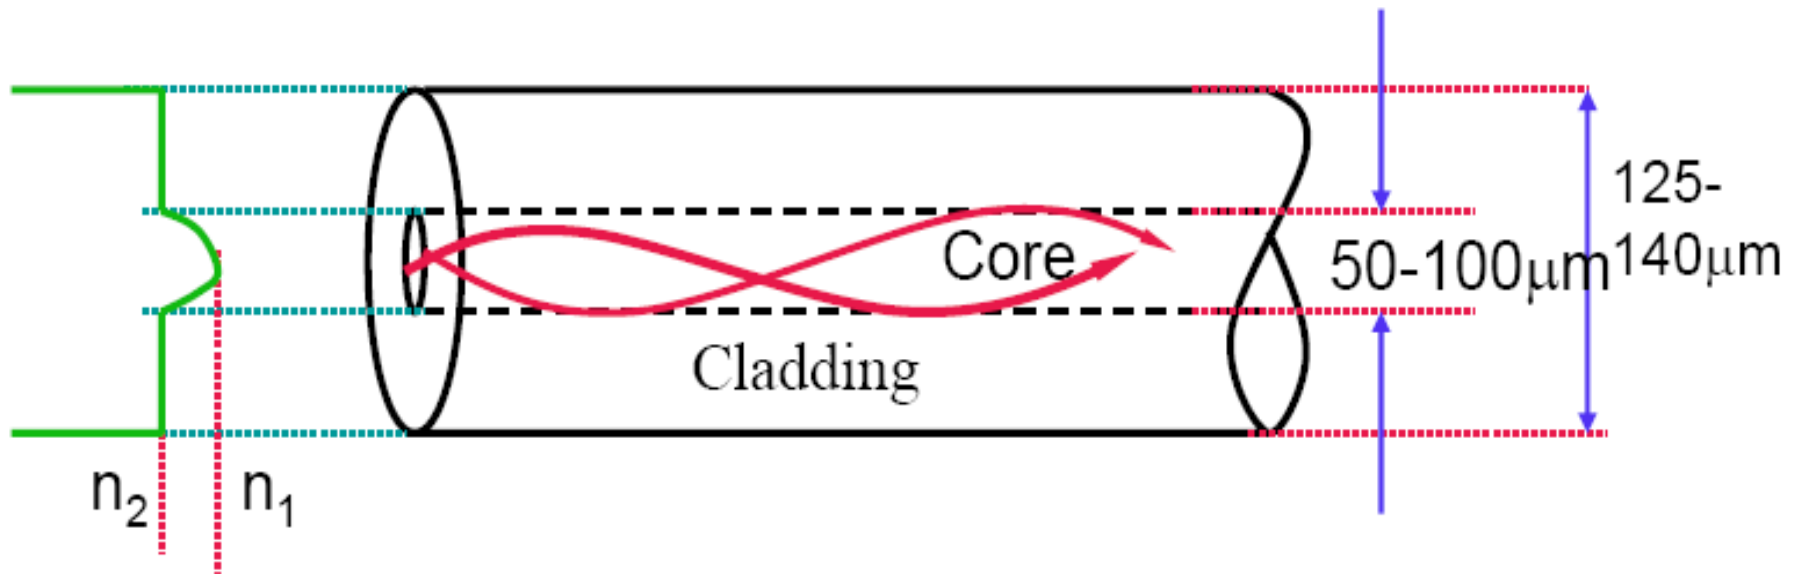 125-
140μm
Core
50-100μm
Cladding
n₂
n₁